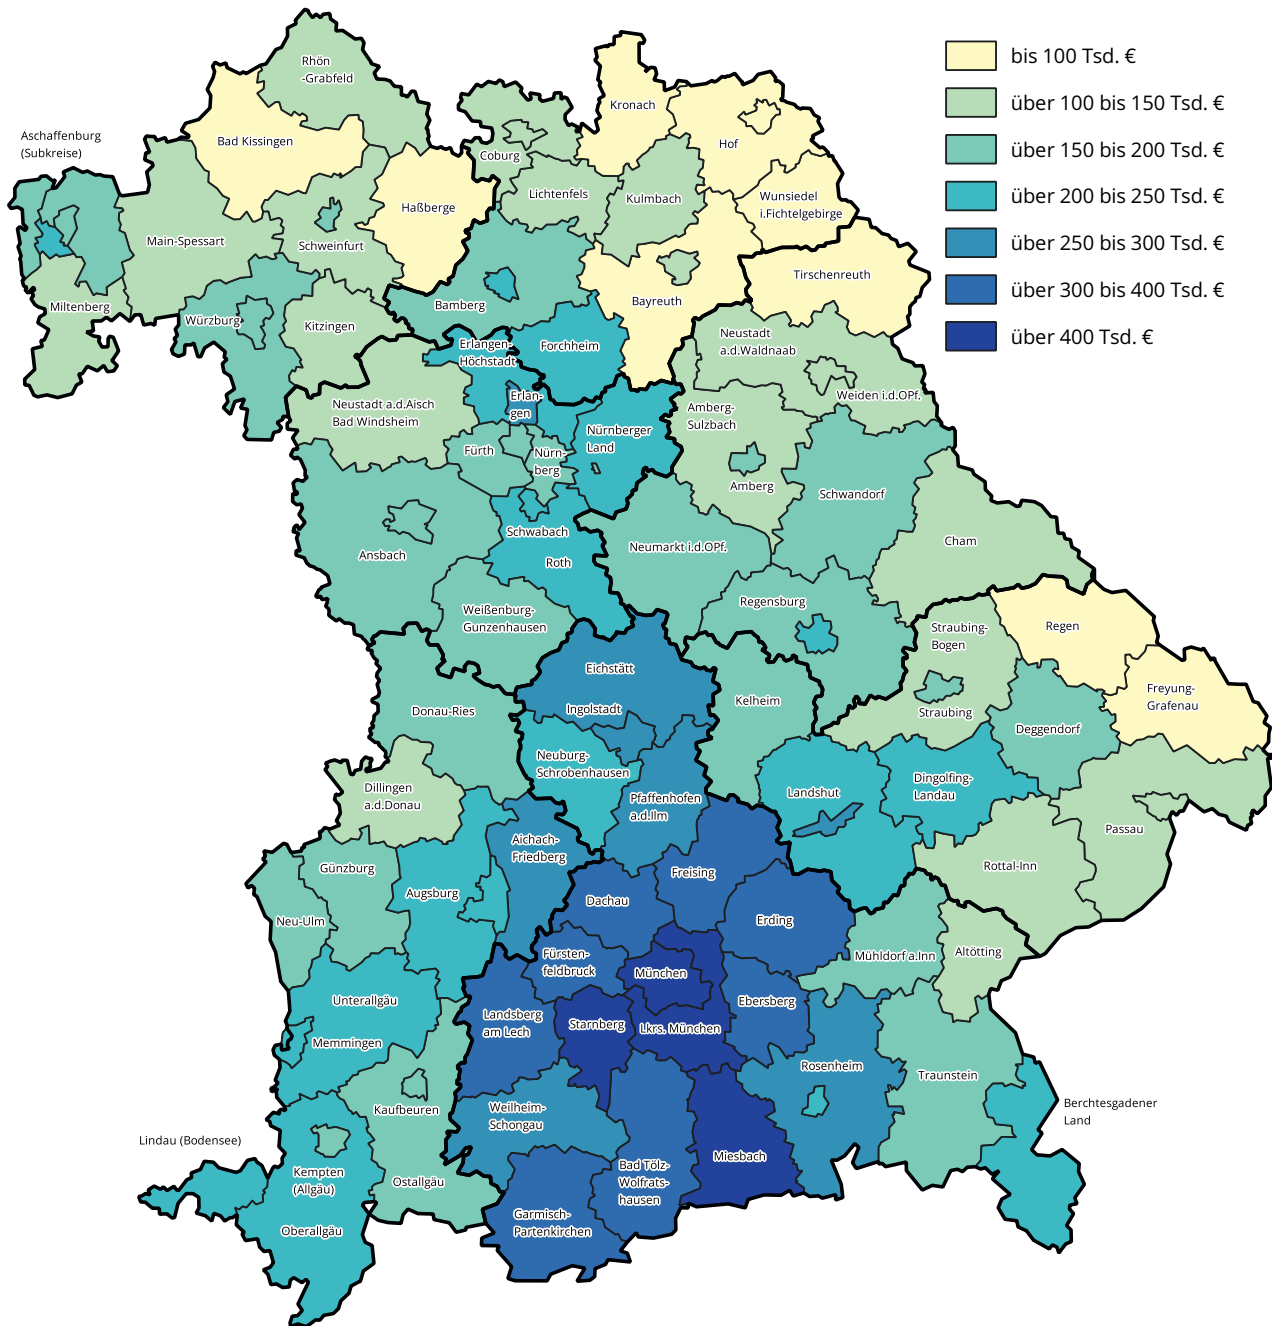 bis 100 Tsd. €
über 100 bis 150 Tsd. €
über 150 bis 200 Tsd. €
über 200 bis 250 Tsd. €
über 250 bis 300 Tsd. €
über 300 bis 400 Tsd. €
über 400 Tsd. €
Rhön
-Grabfeld
Aschaffenburg
(Subkreise)
Bad Kissingen
Kronach
Hof
Coburg
Lichtenfels
Kulmbach
Wunsiedel
i.Fichtelgebirge
Haßberge
Main-Spessart
Schweinfurt
Tirschenreuth
Miltenberg
Würzburg
Kitzingen
Bamberg
Bayreuth
Forchheim
Erlangen-
Höchstadt
Erlan-
gen
Neustadt
a.d.Waldnaab
Weiden i.d.OPf.
Neustadt a.d.Aisch
Bad Windsheim
Amberg-
Sulzbach
Nürnberger
Land
Fürth
Nürn-
berg
Amberg
Schwandorf
Ansbach
Schwabach
Roth
Neumarkt i.d.OPf.
Cham
Weißenburg-
Gunzenhausen
Regensburg
Straubing-
Bogen
Regen
Eichstätt
Ingolstadt
Kelheim
Straubing
Freyung-
Grafenau
Donau-Ries
Deggendorf
Neuburg-
Schrobenhausen
Pfaffenhofen
a.d.Ilm
Landshut
Dingolfing-
Landau
Dillingen
a.d.Donau
Passau
Aichach-
Friedberg
Rottal-Inn
Günzburg
Augsburg
Freising
Dachau
Erding
Neu-Ulm
Fürsten-
feldbruck
München
Mühldorf a.Inn
Altötting
Unterallgäu
Landsberg
am Lech
Starnberg
Lkrs. München
Ebersberg
Memmingen
Rosenheim
Traunstein
Kaufbeuren
Weilheim-
Schongau
Berchtesgadener
Land
Lindau (Bodensee)
Kempten
(Allgäu)
Ostallgäu
Bad Tölz-
Wolfrats-
hausen
Miesbach
Oberallgäu
Garmisch-
Partenkirchen